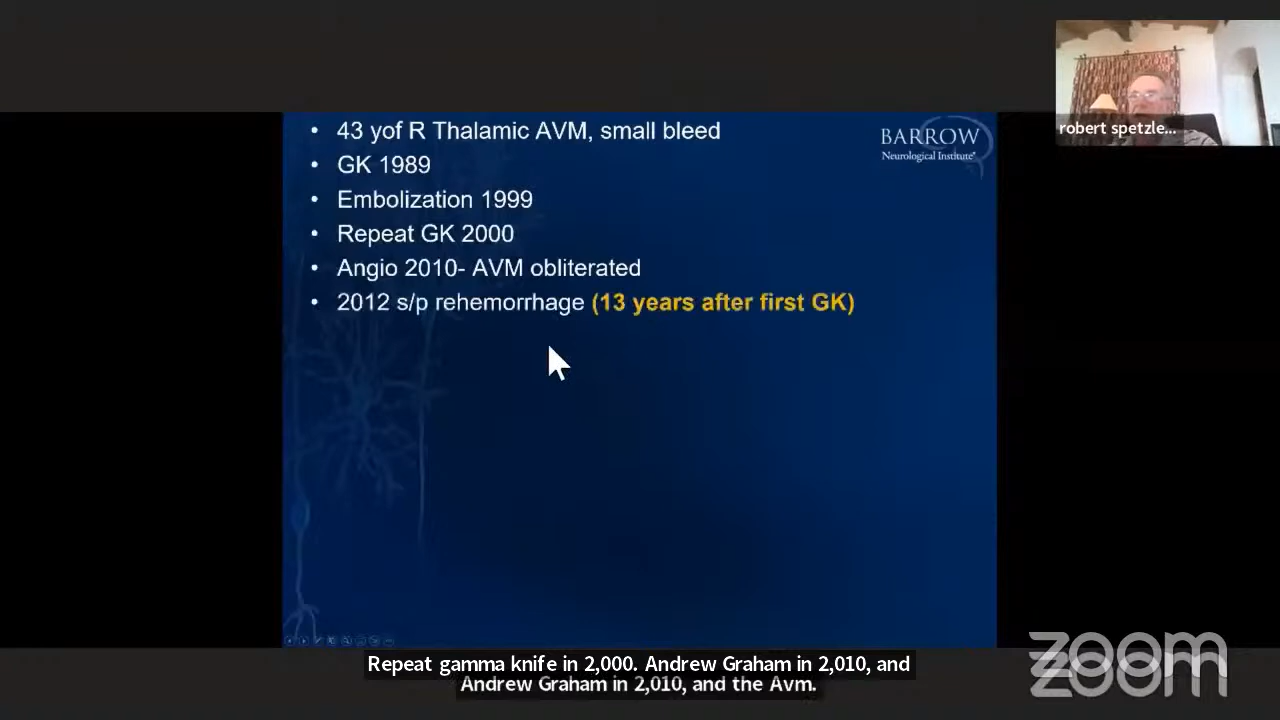 robert spetzle...
• 43 yof R Thalamic AVM, small bleed
BARROW
Neurological Institute®
• GK 1989
• Embolization 1999
• Repeat GK 2000
• Angio 2010- AVM obliterated
• 2012 s/p rehemorrhage (13 years after first GK)
Repeat gamma knife in 2,000. Andrew Graham in 2,010, and
Andrew Graham in 2,010, and the Avm.
zoom